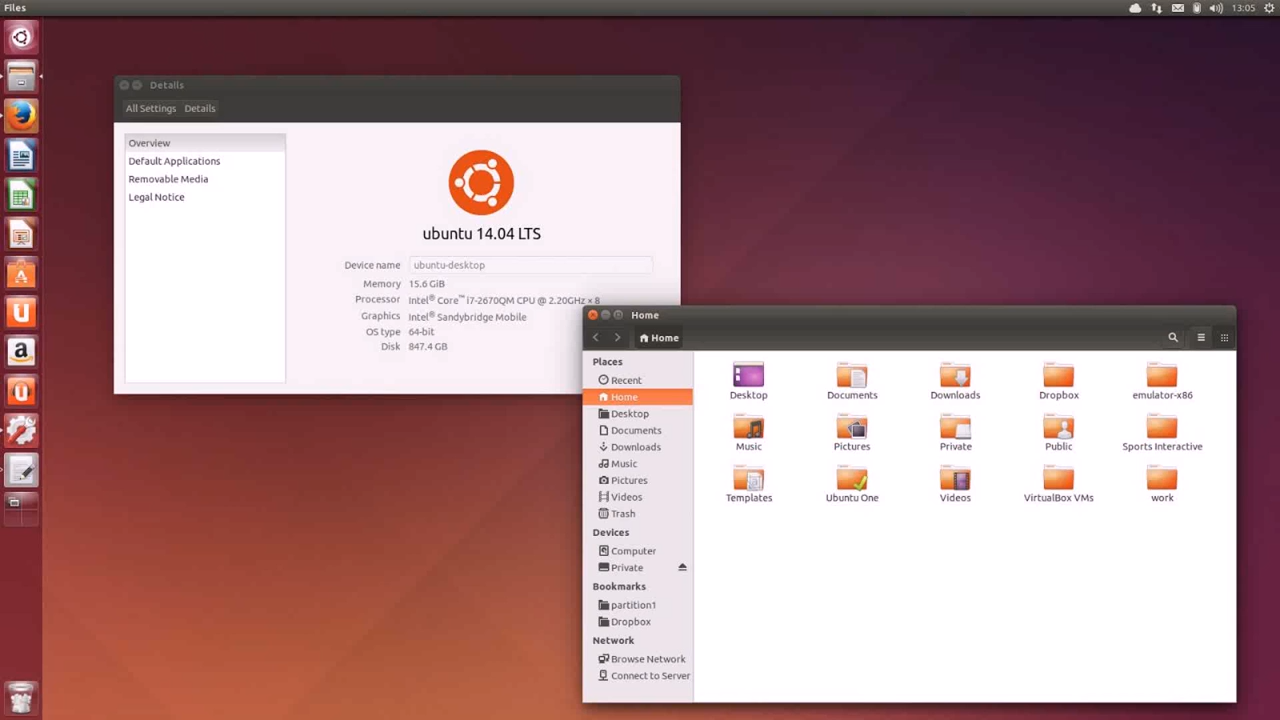 Files
13:05
Details
All Settings Details
Overview
Default Applications
Removable Media
Legal Notice
ubuntu 14.04 LTS
Device name ubuntu-desktop
Memory 15.6 GiB
Processor Intel® Core™ i7-2670QM CPU @ 2.20GHz × 8
Graphics Intel® Sandybridge Mobile
OS type 64-bit
Disk 847.4 GB
Home
Home
Places
Recent
Home
Desktop
Documents
Downloads
Music
Pictures
Videos
Trash
Devices
Computer
Private
Bookmarks
partition1
Dropbox
Network
Browse Network
Connect to Server
Desktop Documents Downloads Dropbox emulator-x86
Music Pictures Private Public Sports Interactive
Templates Ubuntu One Videos VirtualBox VMs work